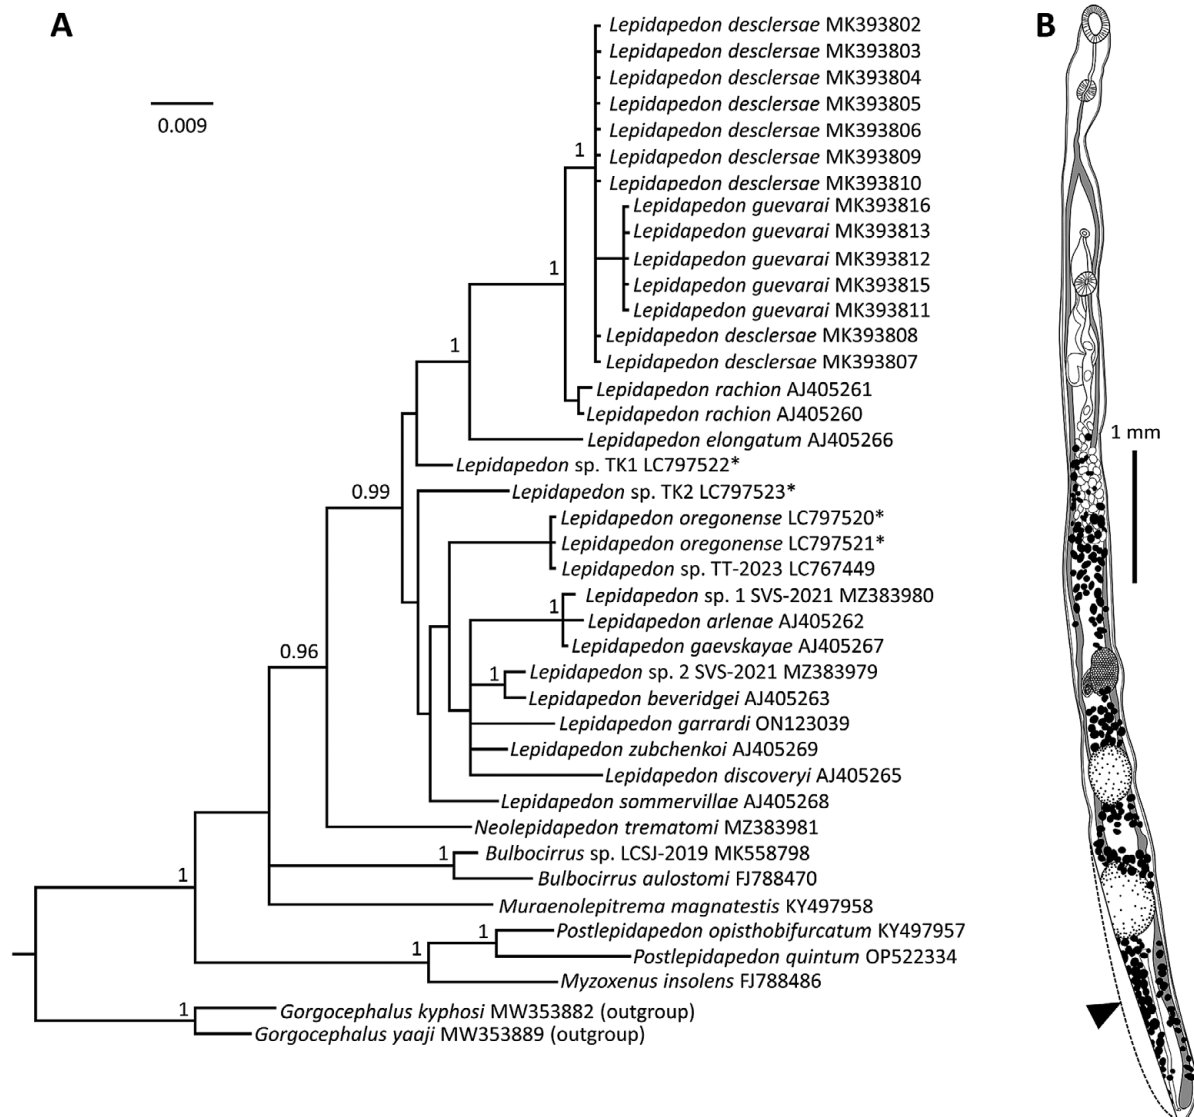 A
0.009
Lepidapedon desclersae MK393802
Lepidapedon desclersae MK393803
Lepidapedon desclersae MK393804
Lepidapedon desclersae MK393805
Lepidapedon desclersae MK393806
Lepidapedon desclersae MK393809
Lepidapedon desclersae MK393810
Lepidapedon guevarai MK393816
Lepidapedon guevarai MK393813
Lepidapedon guevarai MK393812
Lepidapedon guevarai MK393815
Lepidapedon guevarai MK393811
Lepidapedon desclersae MK393808
Lepidapedon desclersae MK393807
Lepidapedon rachion AJ405261
Lepidapedon rachion AJ405260
Lepidapedon elongatum AJ405266
Lepidapedon sp. TK1 LC797522*
Lepidapedon sp. TK2 LC797523*
Lepidapedon oregonense LC797520*
Lepidapedon oregonense LC797521*
Lepidapedon sp. TT-2023 LC767449
Lepidapedon sp. 1 SVS-2021 MZ383980
Lepidapedon arlenae AJ405262
Lepidapedon gaevskayae AJ405267
Lepidapedon sp. 2 SVS-2021 MZ383979
Lepidapedon beveridgei AJ405263
Lepidapedon garrardi ON123039
Lepidapedon zubchenkoi AJ405269
Lepidapedon discoveryi AJ405265
Lepidapedon sommervillae AJ405268
Neolepidapedon trematomi MZ383981
Bulbocirrus sp. LCSJ-2019 MK558798
Bulbocirrus aulostomi FJ788470
Muraenolepitrema magnatestis KY497958
Postlepidapedon opisthobifurcatum KY497957
Postlepidapedon quintum OP522334
Myzoxenus insolens FJ788486
Gorgocephalus kyphosi MW353882 (outgroup)
Gorgocephalus yaaji MW353889 (outgroup)
1
1
1
0.99
1
1
0.96
1
1
1
1
1
B
1 mm